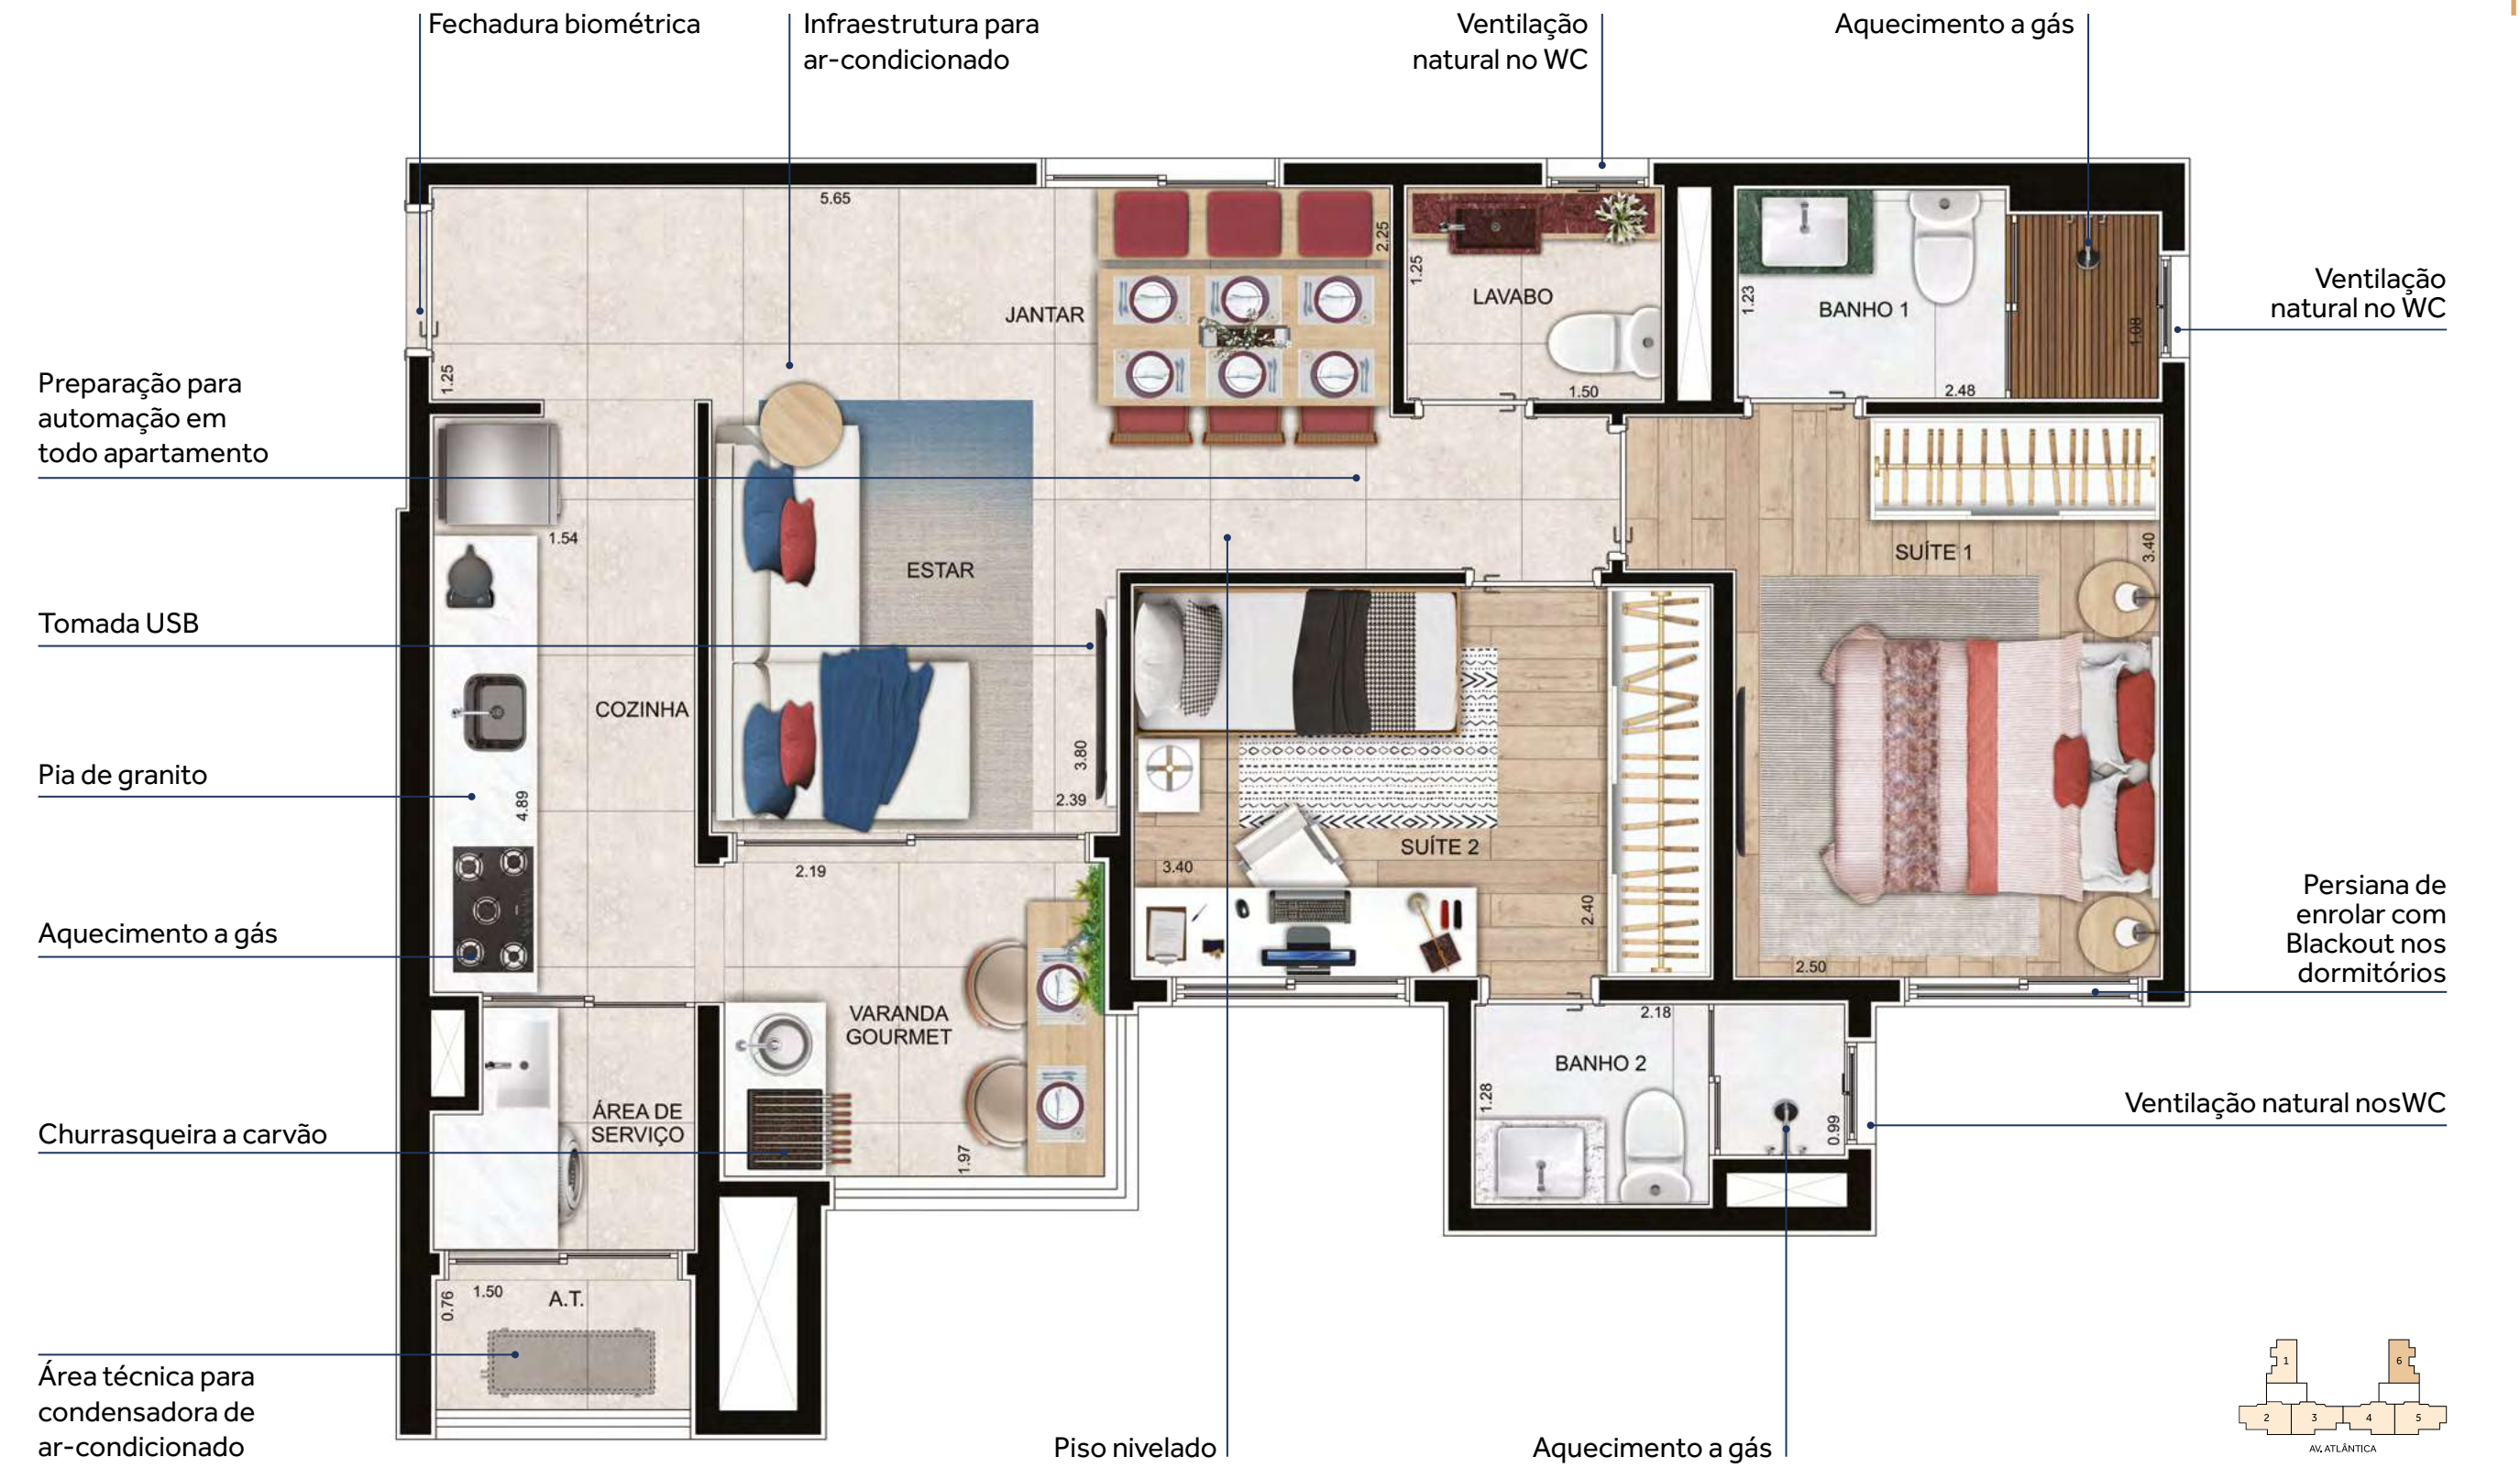 Fechadura biométrica
Infraestrutura para
ar-condicionado
Ventilação
natural no WC
Aquecimento a gás
Ventilação
natural no WC
Preparação para
automação em
todo apartamento
Tomada USB
Pia de granito
Aquecimento a gás
Churrasqueira a carvão
Área técnica para
condensadora de
ar-condicionado
Piso nivelado
Aquecimento a gás
Ventilação natural nosWC
Persiana de
enrolar com
Blackout nos
dormitórios
5.65
2.25
JANTAR
1.25
1.25
LAVABO
1.50
1.23
BANHO 1
1.08
2.48
1.54
ESTAR
SUÍTE 1
3.40
COZINHA
3.80
2.39
4.89
2.19
SUÍTE 2
3.40
2.40
2.50
VARANDA
GOURMET
2.18
BANHO 2
1.28
0.99
ÁREA DE
SERVIÇO
1.97
0.76
1.50
A.T.
1
6
2
3
4
5
AV. ATLÂNTICA